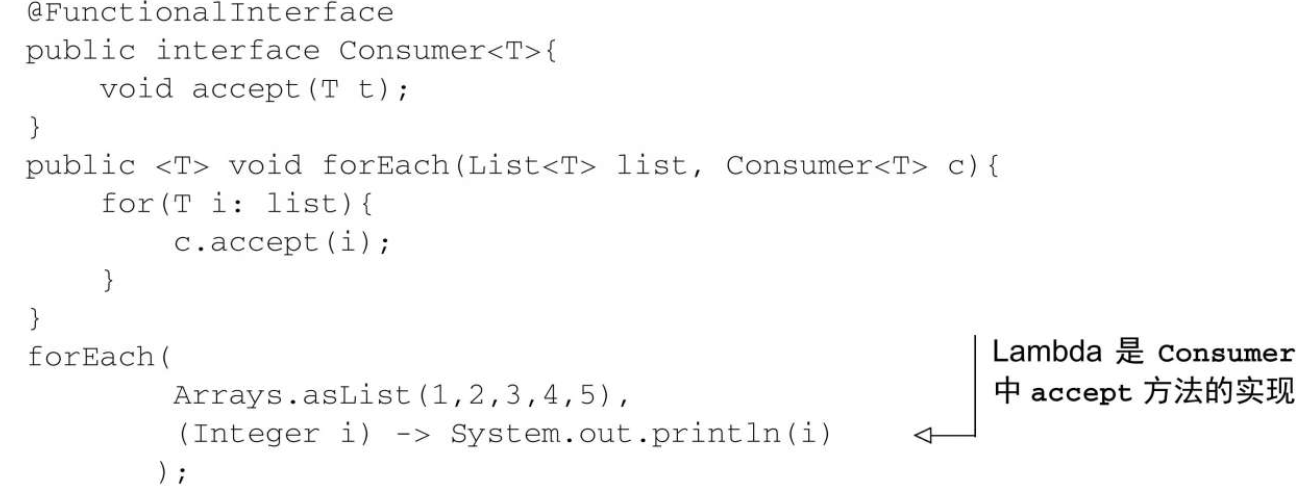 @FunctionalInterface
public interface Consumer<T>{
    void accept(T t);
}
public <T> void forEach(List<T> list, Consumer<T> c){
    for(T i: list){
        c.accept(i);
    }
}
forEach(
        Arrays.asList(1,2,3,4,5),
        (Integer i) -> System.out.println(i)
       );
Lambda 是 Consumer
中 accept 方法的实现